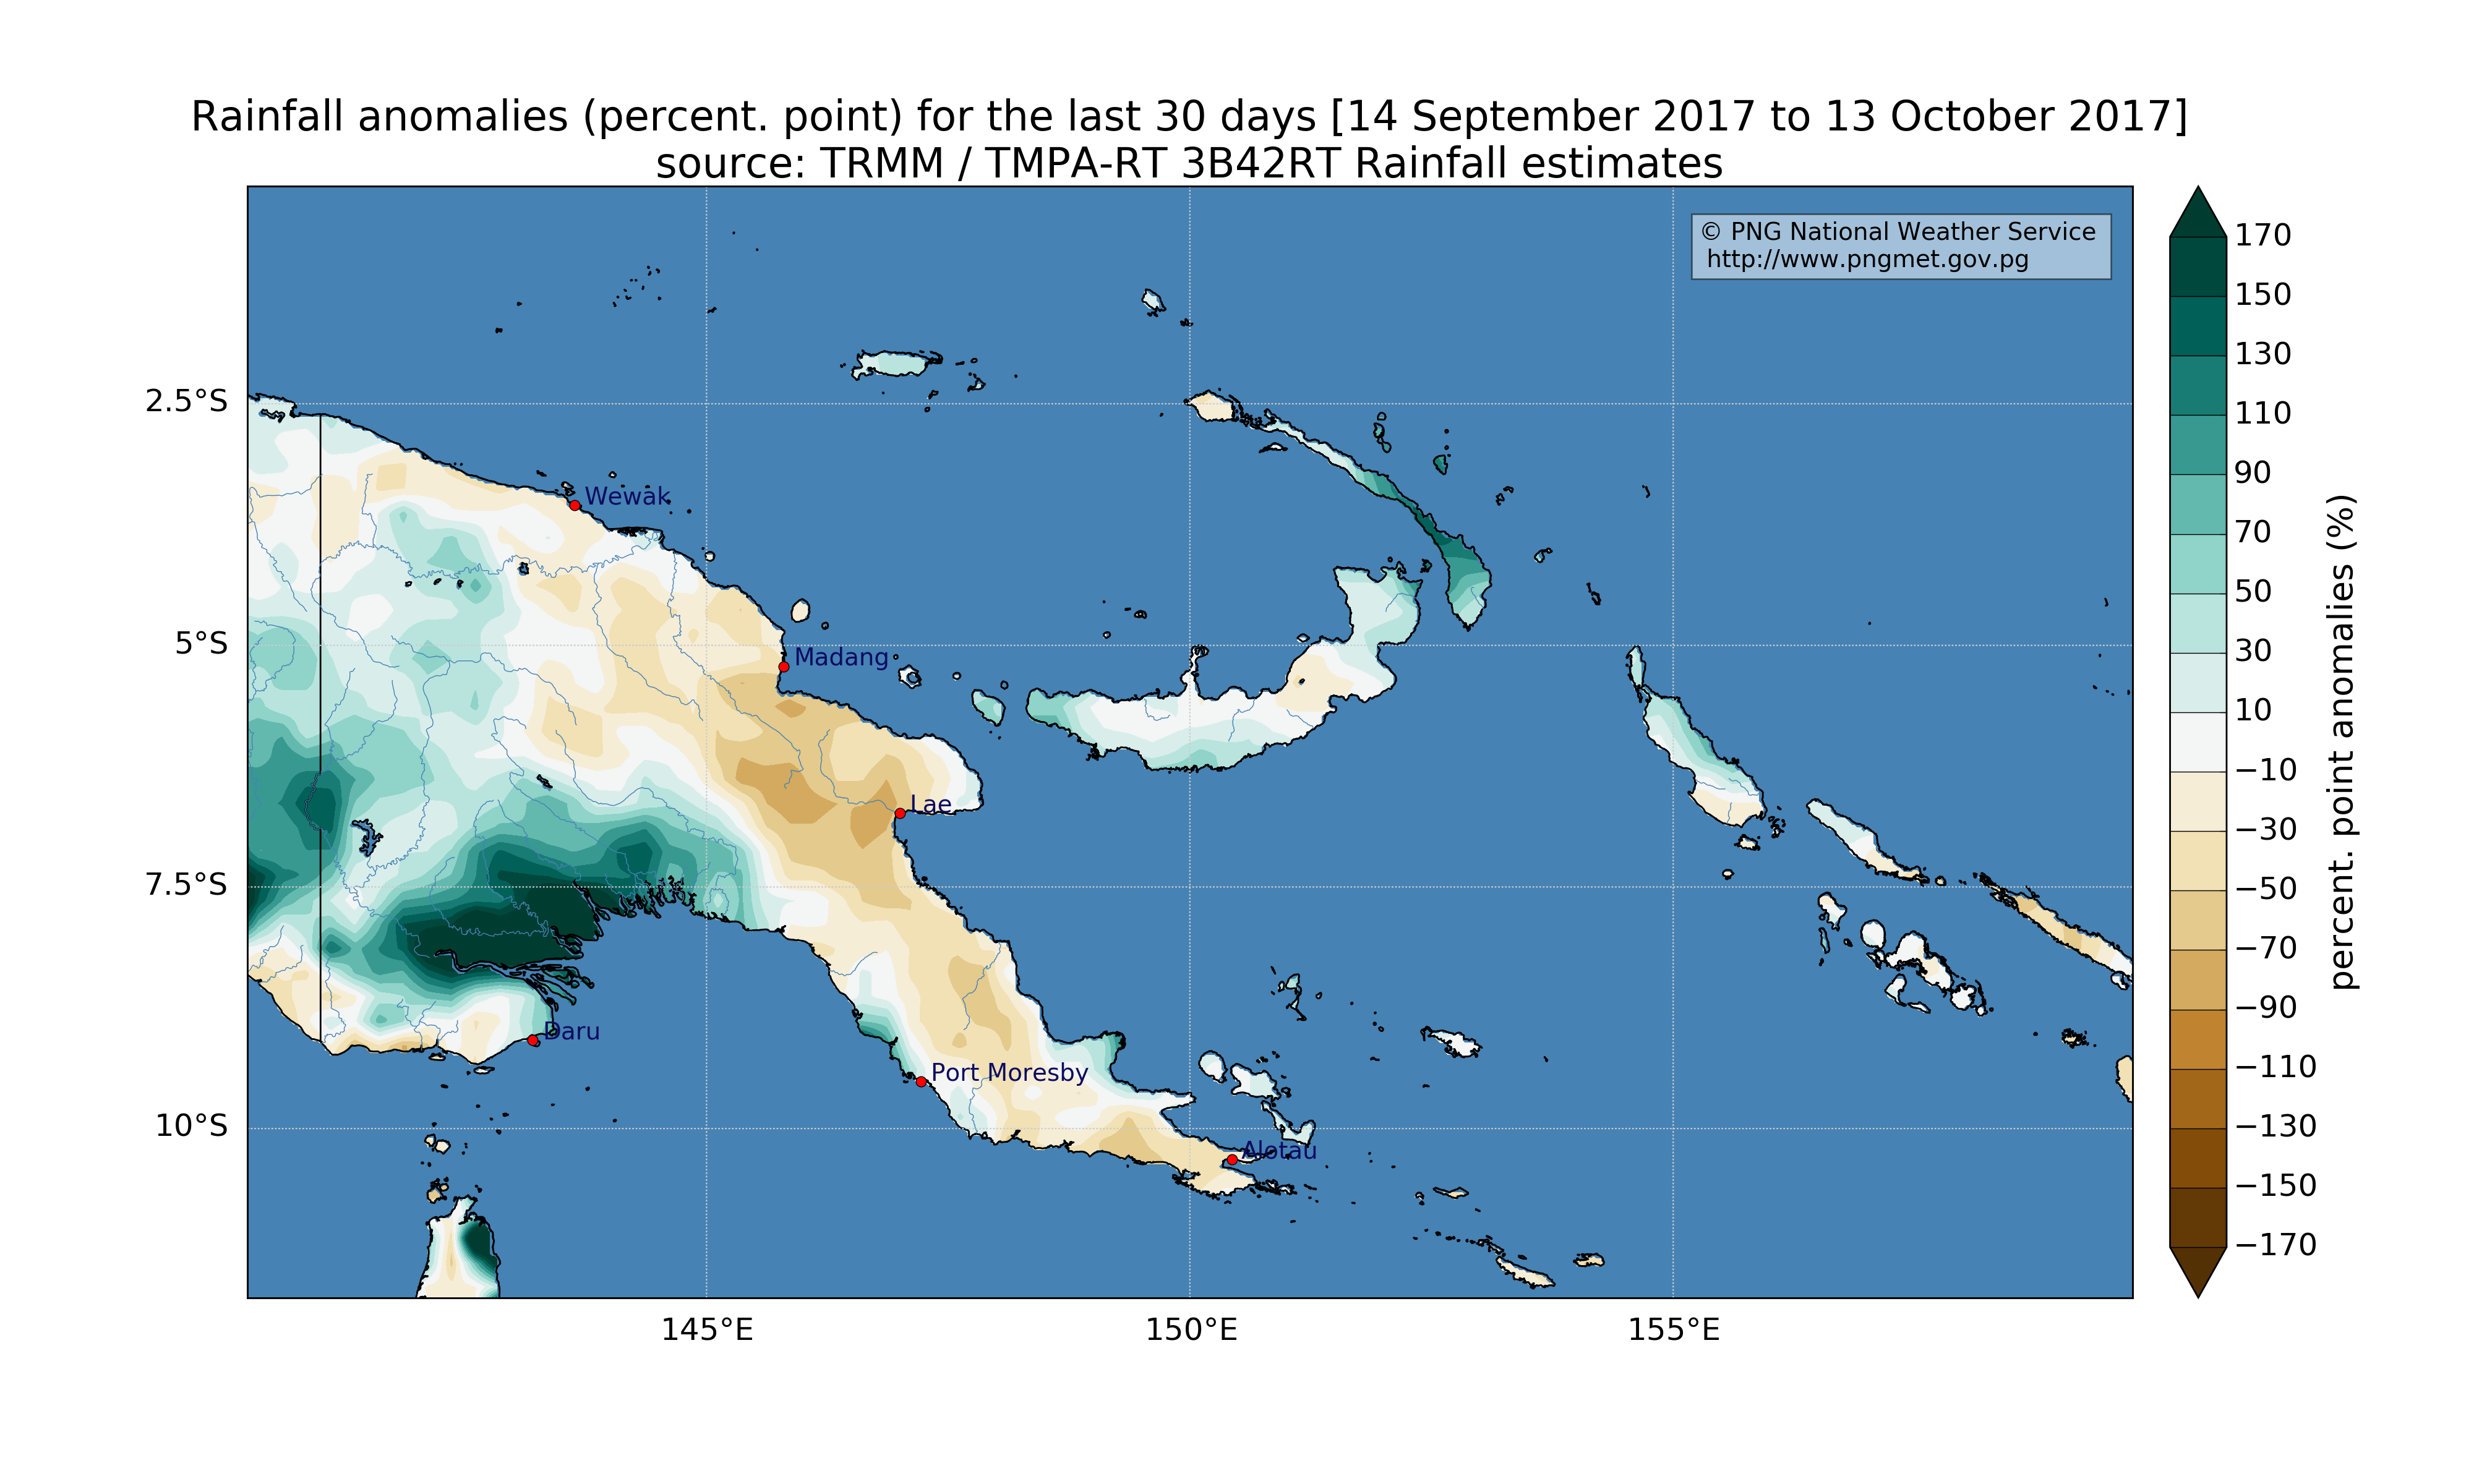 Rainfall anomalies (percent. point) for the last 30 days [14 September 2017 to 13 October 2017]
source: TRMM / TMPA-RT 3B42RT Rainfall estimates
© PNG National Weather Service
http://www.pngmet.gov.pg
2.5°S
5°S
7.5°S
10°S
Wewak
Madang
Lae
Daru
Port Moresby
Alotau
145°E
150°E
155°E
170
150
130
110
90
70
50
30
10
−10
−30
−50
−70
−90
−110
−130
−150
−170
percent. point anomalies (%)